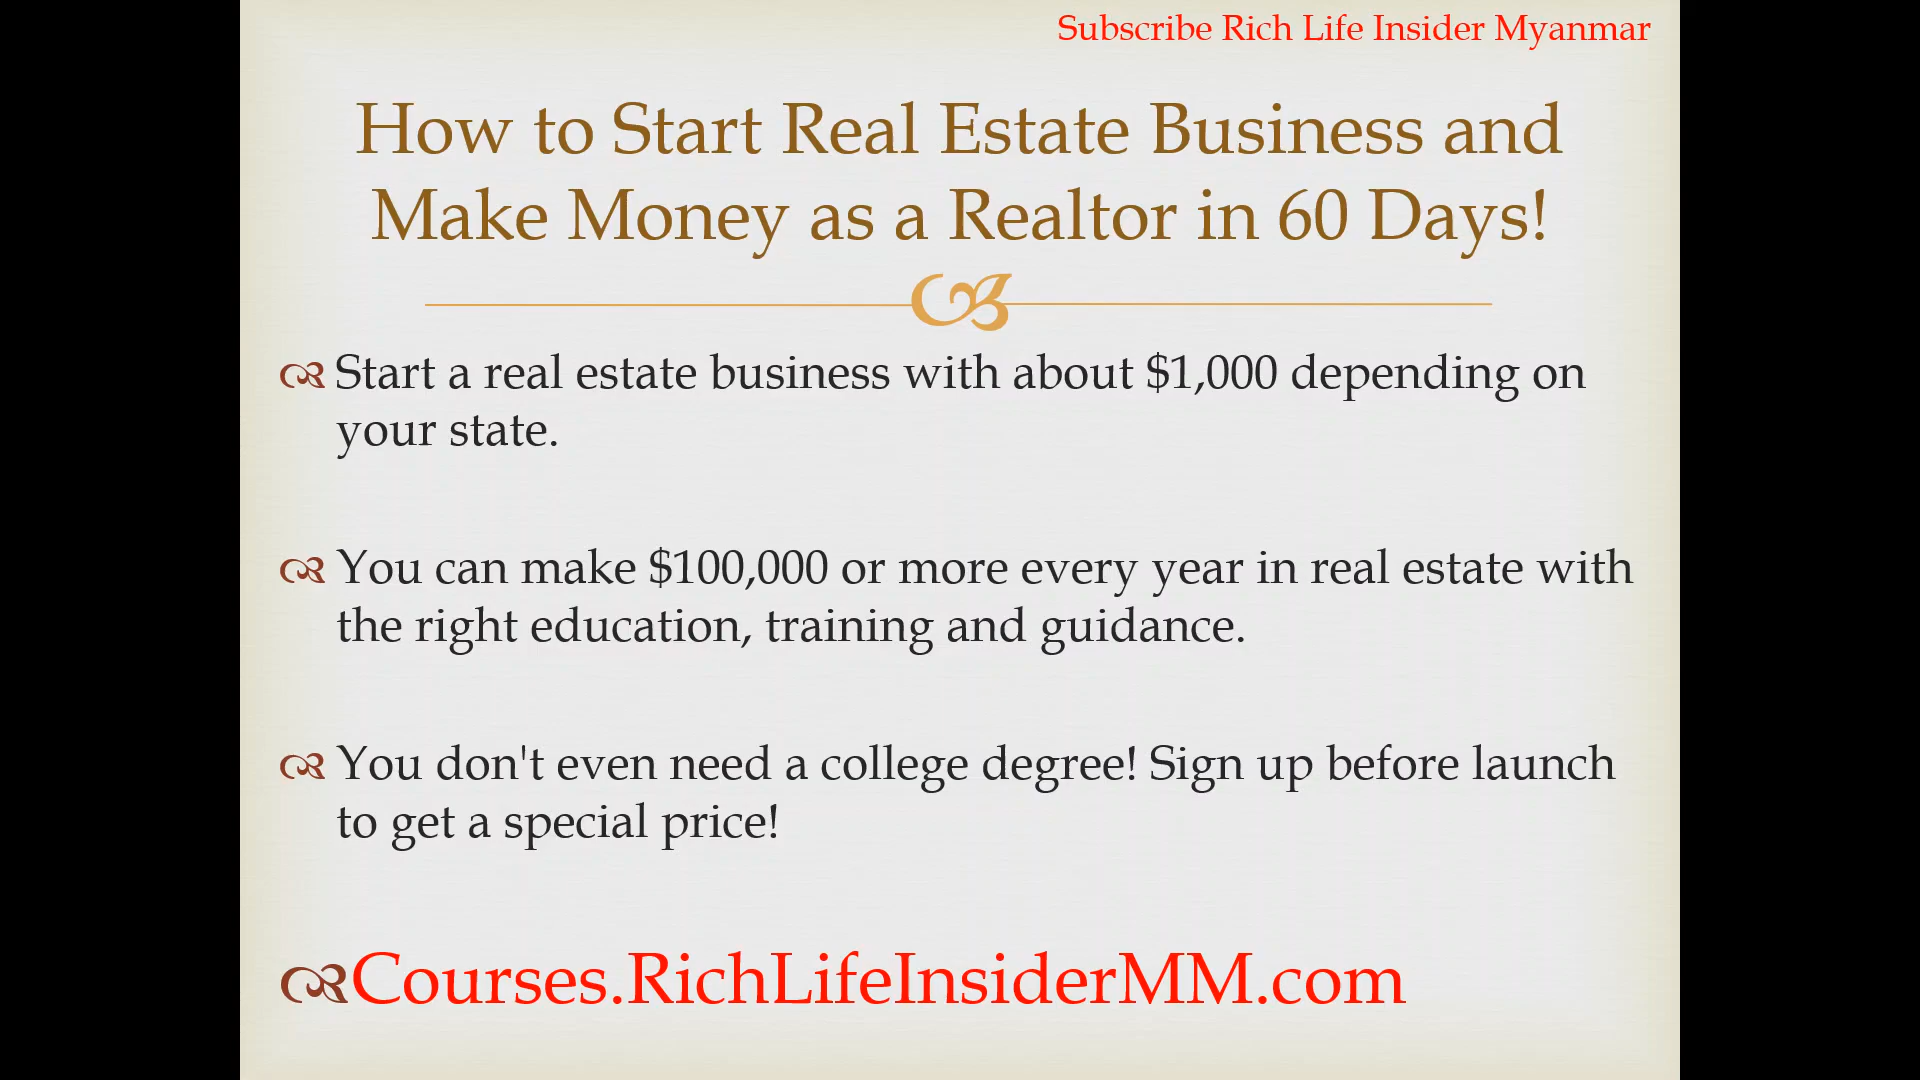 Subscribe Rich Life Insider Myanmar
How to Start Real Estate Business and
Make Money as a Realtor in 60 Days!
Start a real estate business with about $1,000 depending on
your state.
You can make $100,000 or more every year in real estate with
the right education, training and guidance.
You don't even need a college degree! Sign up before launch
to get a special price!
Courses.RichLifeInsiderMM.com